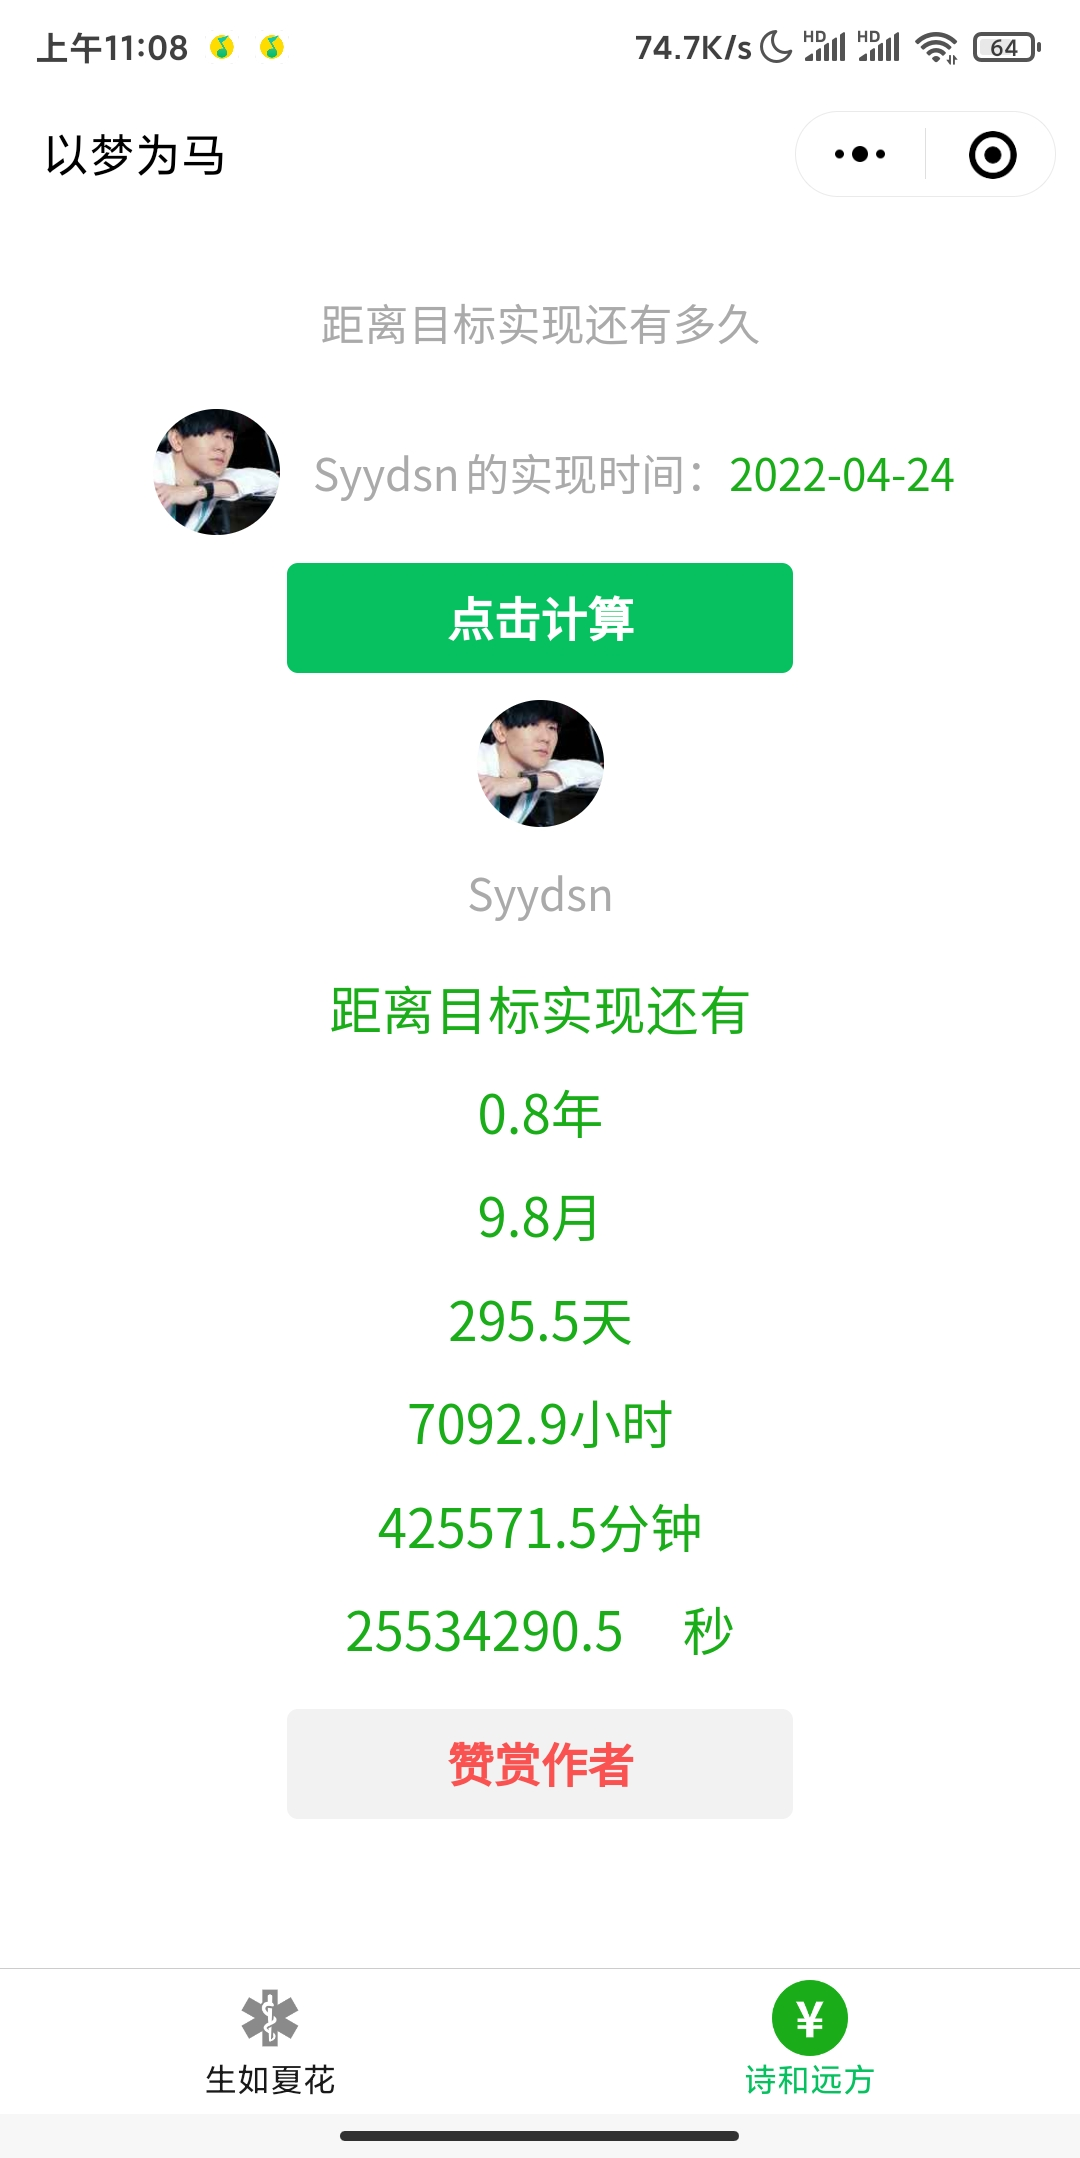 上午11:08 74.7K/s HD HD 64
以梦为马
距离目标实现还有多久
Syydsn的实现时间：2022-04-24
点击计算
Syydsn
距离目标实现还有
0.8年
9.8月
295.5天
7092.9小时
425571.5分钟
25534290.5 秒
赞赏作者
¥
生如夏花 诗和远方